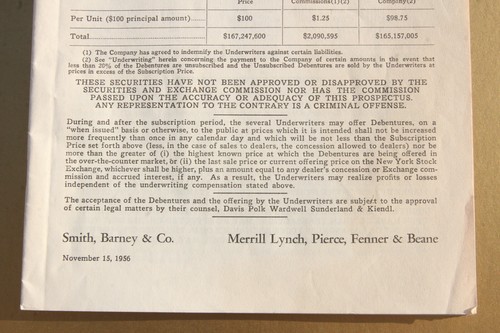 Price Commissions(1)(2) Company(2)
Per Unit ($100 principal amount)...... $100 $1.25 $98.75
Total.................................................. $167,247,600 $2,090,595 $165,157,005
(1) The Company has agreed to indemnify the Underwriters against certain liabilities.
(2) See "Underwriting" herein concerning the payment to the Company of certain amounts in the event that
less than 20% of the Debentures are unsubscribed and the Unsubscribed Debentures are sold by the Underwriters at
prices in excess of the Subscription Price.
THESE SECURITIES HAVE NOT BEEN APPROVED OR DISAPPROVED BY THE
SECURITIES AND EXCHANGE COMMISSION NOR HAS THE COMMISSION
PASSED UPON THE ACCURACY OR ADEQUACY OF THIS PROSPECTUS.
ANY REPRESENTATION TO THE CONTRARY IS A CRIMINAL OFFENSE.
During and after the subscription period, the several Underwriters may offer Debentures, on a
"when issued" basis or otherwise, to the public at prices which it is intended shall not be increased
more frequently than once in any calendar day and which will be not less than the Subscription
Price set forth above (less, in the case of sales to dealers, the concession allowed to dealers) nor be
more than the greater of (i) the highest known price at which the Debentures are being offered in
the over-the-counter market, or (ii) the last sale price or current offering price on the New York Stock
Exchange, whichever shall be higher, plus an amount equal to any dealer's concession or Exchange com-
mission and accrued interest, if any. As a result, the Underwriters may realize profits or losses
independent of the underwriting compensation stated above.
The acceptance of the Debentures and the offering by the Underwriters are subject to the approval
of certain legal matters by their counsel, Davis Polk Wardwell Sunderland & Kiendl.
Smith, Barney & Co. Merrill Lynch, Pierce, Fenner & Beane
November 15, 1956